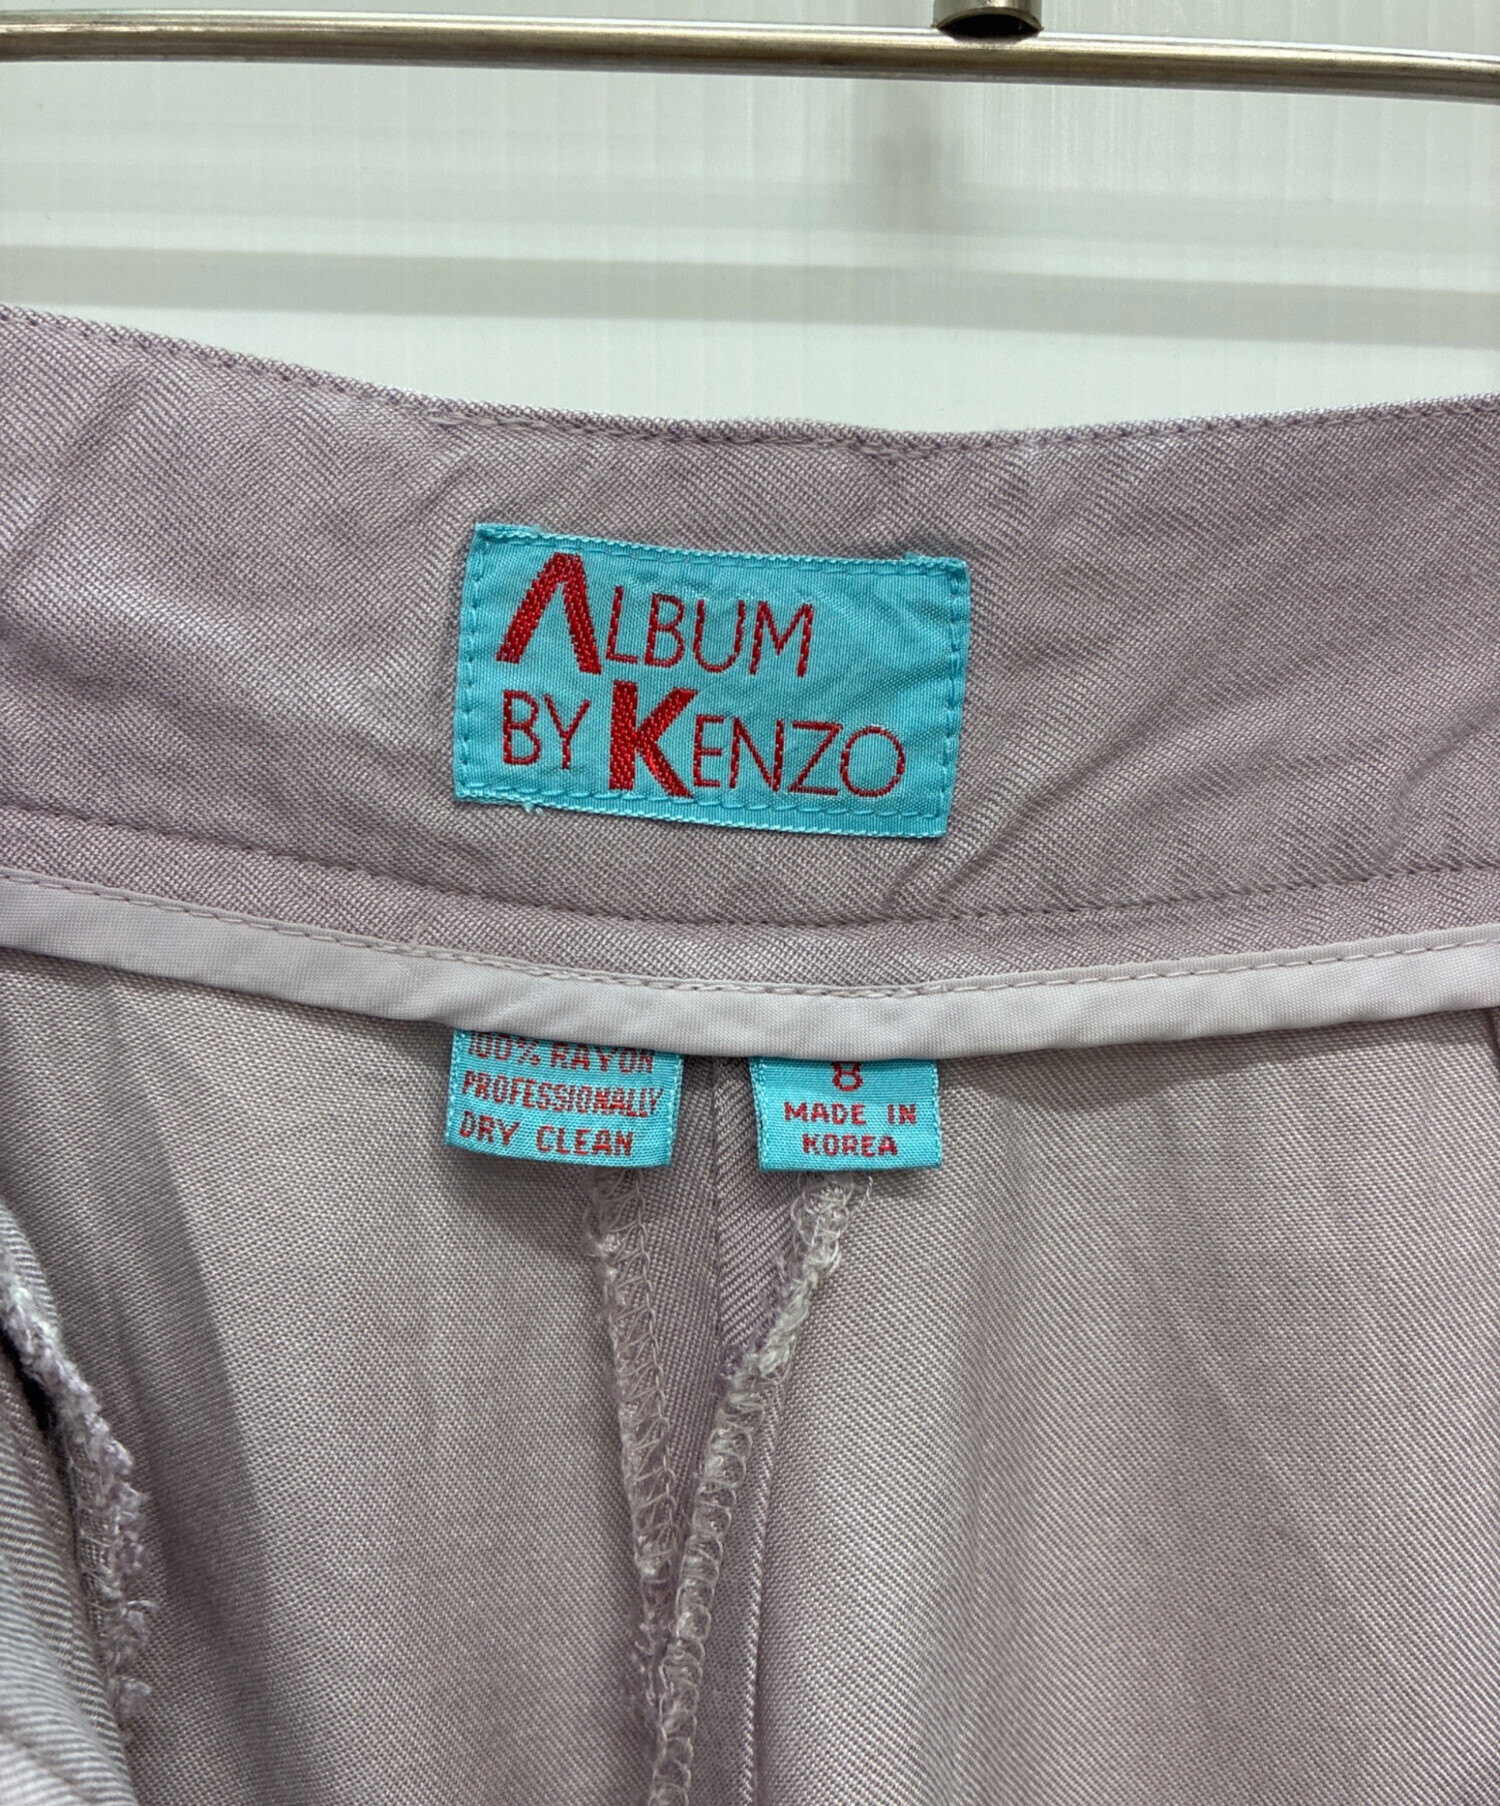 ALBUM
BY KENZO
100% RAYON
PROFESSIONALLY
DRY CLEAN
8
MADE IN
KOREA